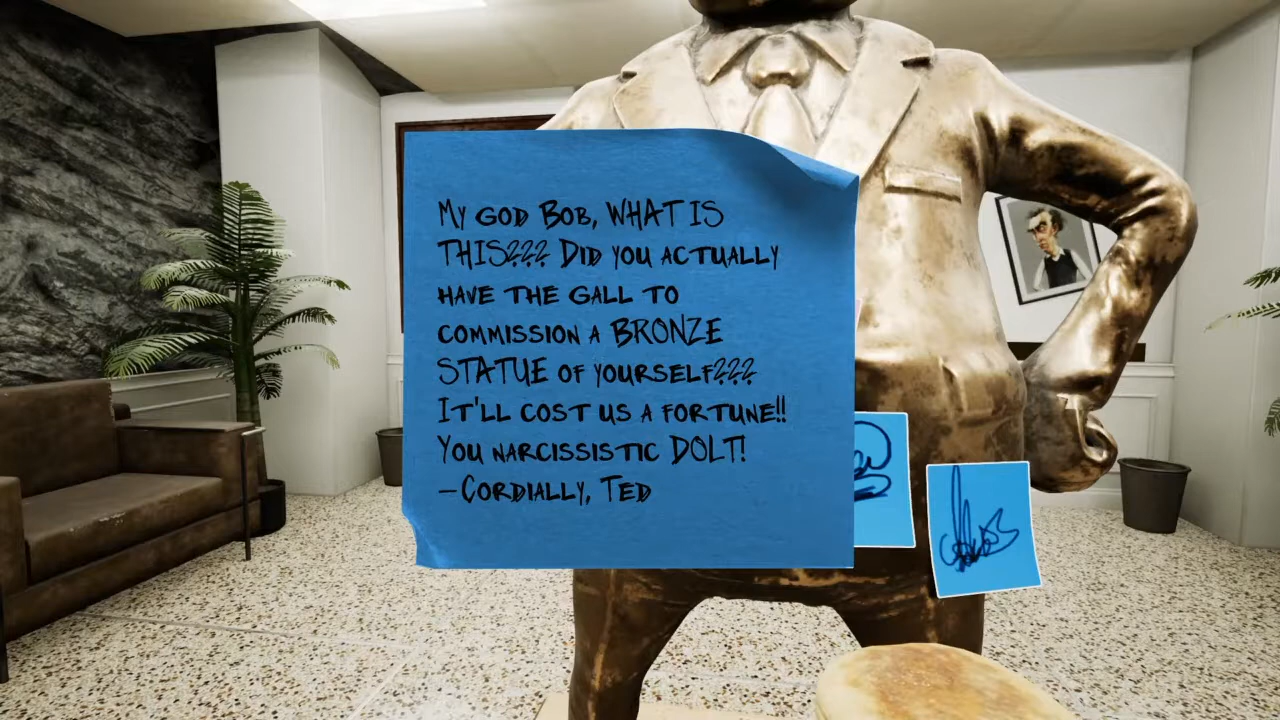 My god Bob, WHAT IS
THIS??? Did you actually
have the gall to
commission a BRONZE
STATUE of yourself???
It'll cost us a fortune!!
You narcissistic DOLT!
–Cordially, Ted